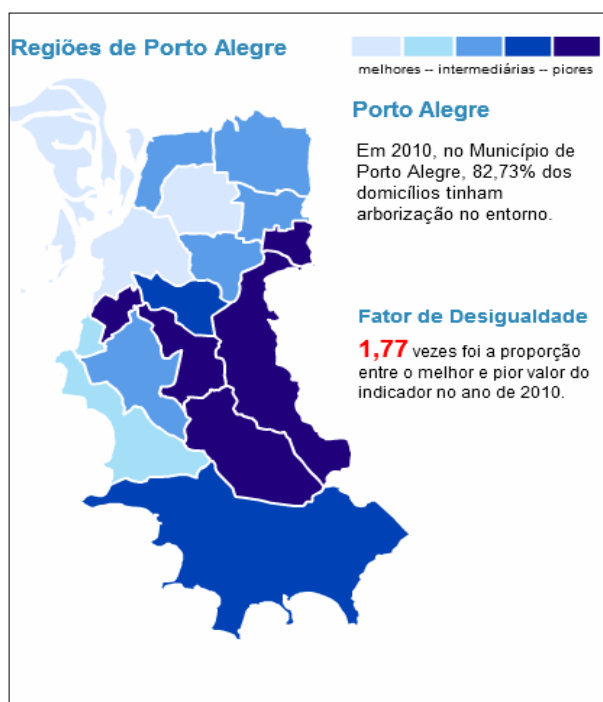 Regiões de Porto Alegre
melhores -- intermediárias -- piores
Porto Alegre
Em 2010, no Município de
Porto Alegre, 82,73% dos
domicílios tinham
arborização no entorno.
Fator de Desigualdade
1,77 vezes foi a proporção
entre o melhor e pior valor do
indicador no ano de 2010.